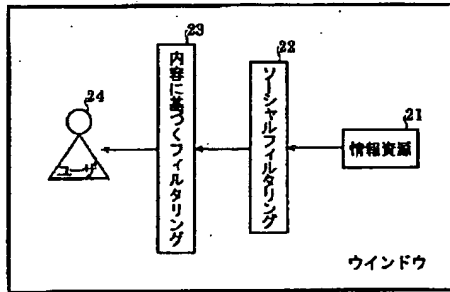 23
内容に基づくフィルタリング
22
ソーシャルフィルタリング
21
情報資源
24
ユーザ
ウインドウ